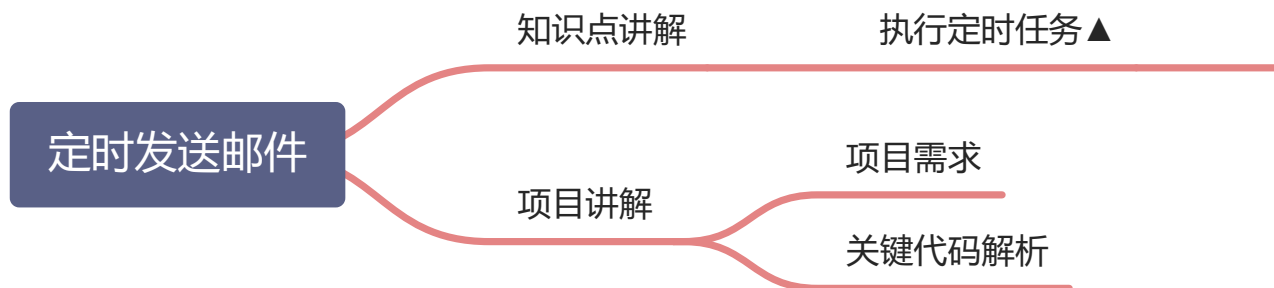 知识点讲解
执行定时任务▲
定时发送邮件
项目需求
项目讲解
关键代码解析